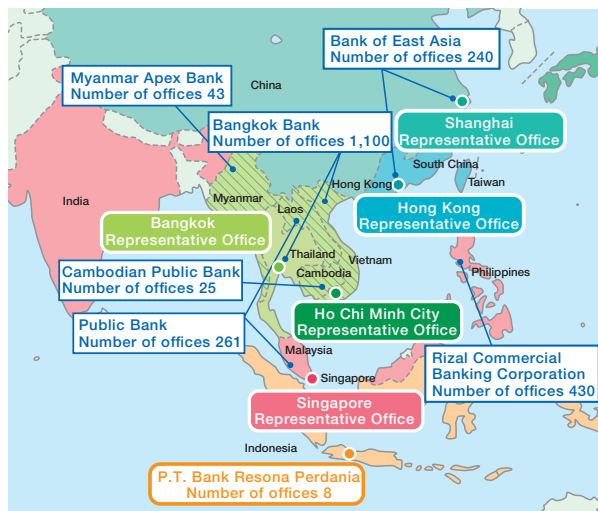 Bank of East Asia
Number of offices 240
Myanmar Apex Bank
Number of offices 43
China
Bangkok Bank
Number of offices 1,100
Shanghai
Representative Office
South China
Hong Kong
Taiwan
India
Myanmar
Laos
Hong Kong
Representative Office
Bangkok
Representative Office
Thailand
Vietnam
Cambodia
Philippines
Cambodian Public Bank
Number of offices 25
Ho Chi Minh City
Representative Office
Public Bank
Number of offices 261
Malaysia
Rizal Commercial
Banking Corporation
Number of offices 430
Singapore
Singapore
Representative Office
Indonesia
P.T. Bank Resona Perdania
Number of offices 8